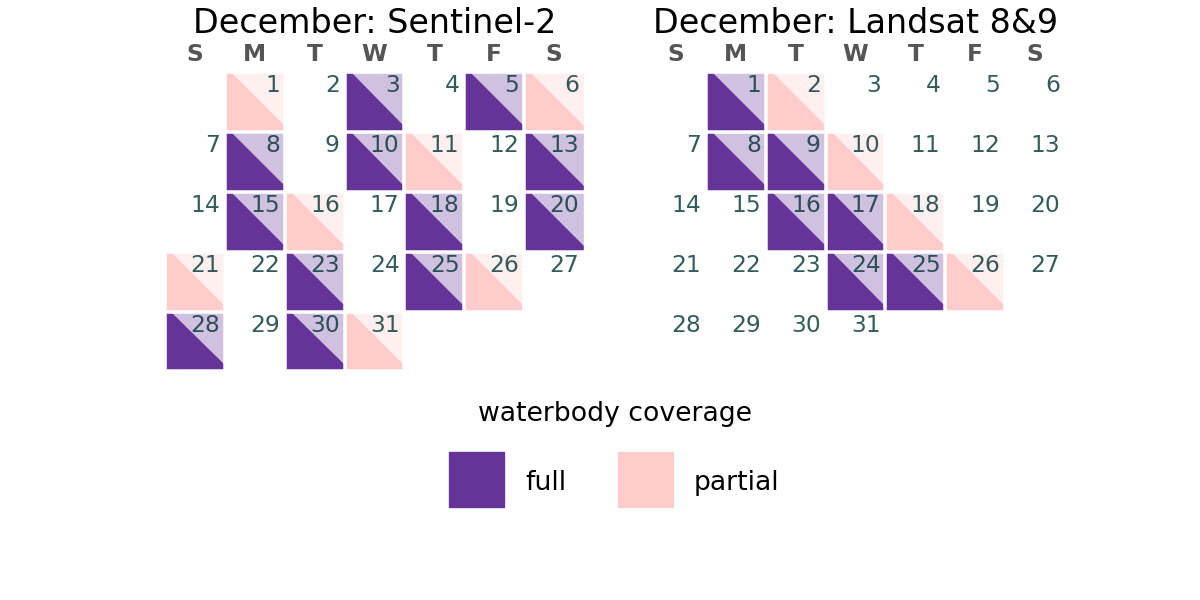 December: Sentinel-2
S M T W T F S
1 2 3 4 5 6
7 8 9 10 11 12 13
14 15 16 17 18 19 20
21 22 23 24 25 26 27
28 29 30 31
December: Landsat 8&9
S M T W T F S
1 2 3 4 5 6
7 8 9 10 11 12 13
14 15 16 17 18 19 20
21 22 23 24 25 26 27
28 29 30 31
waterbody coverage
full partial